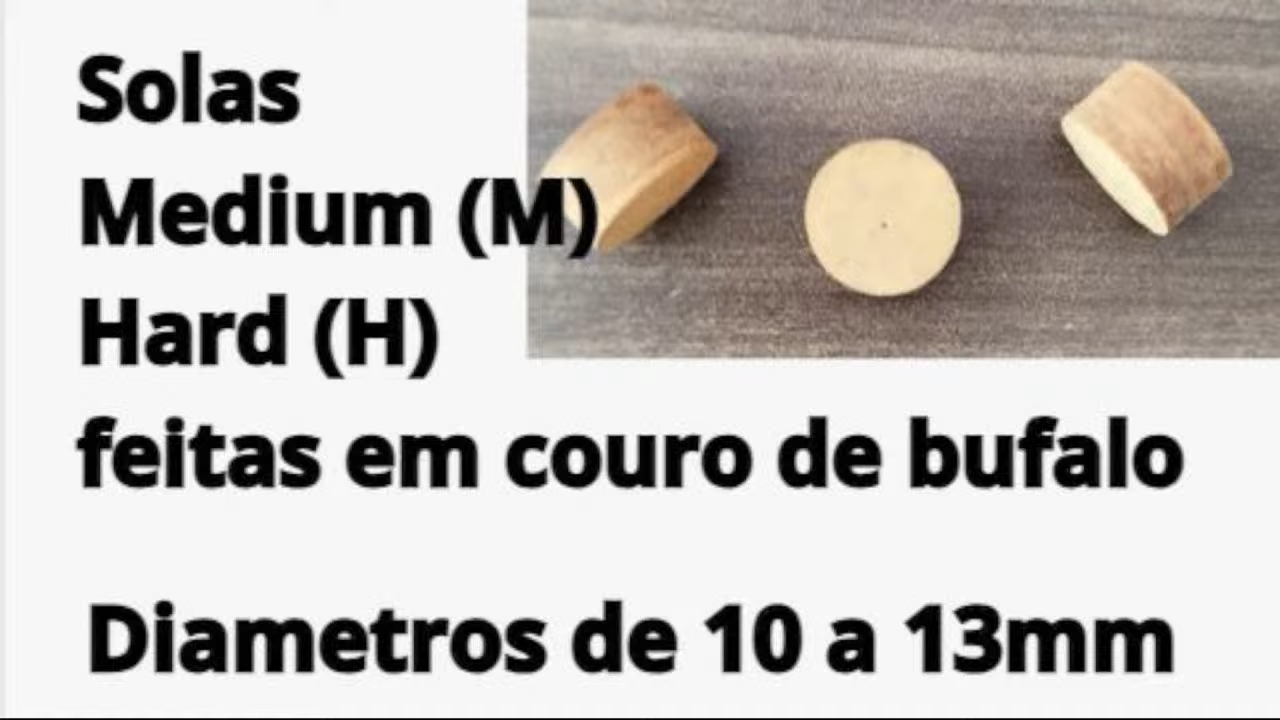 Solas
Medium (M)
Hard (H)
feitas em couro de bufalo
Diametros de 10 a 13mm